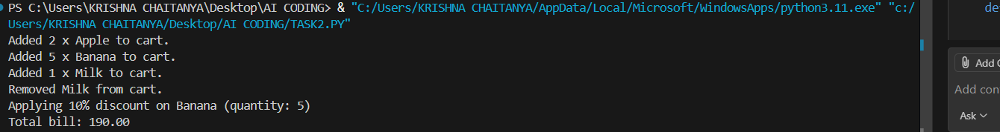 PS C:\Users\KRISHNA CHAITANYA\Desktop\AI CODING> & "C:/Users/KRISHNA CHAITANYA/AppData/Local/Microsoft/WindowsApps/python3.11.exe" "c:/
Users/KRISHNA CHAITANYA/Desktop/AI CODING/TASK2.PY"
Added 2 x Apple to cart.
Added 5 x Banana to cart.
Added 1 x Milk to cart.
Removed Milk from cart.
Applying 10% discount on Banana (quantity: 5)
Total bill: 190.00
de
Add
Add con
Ask